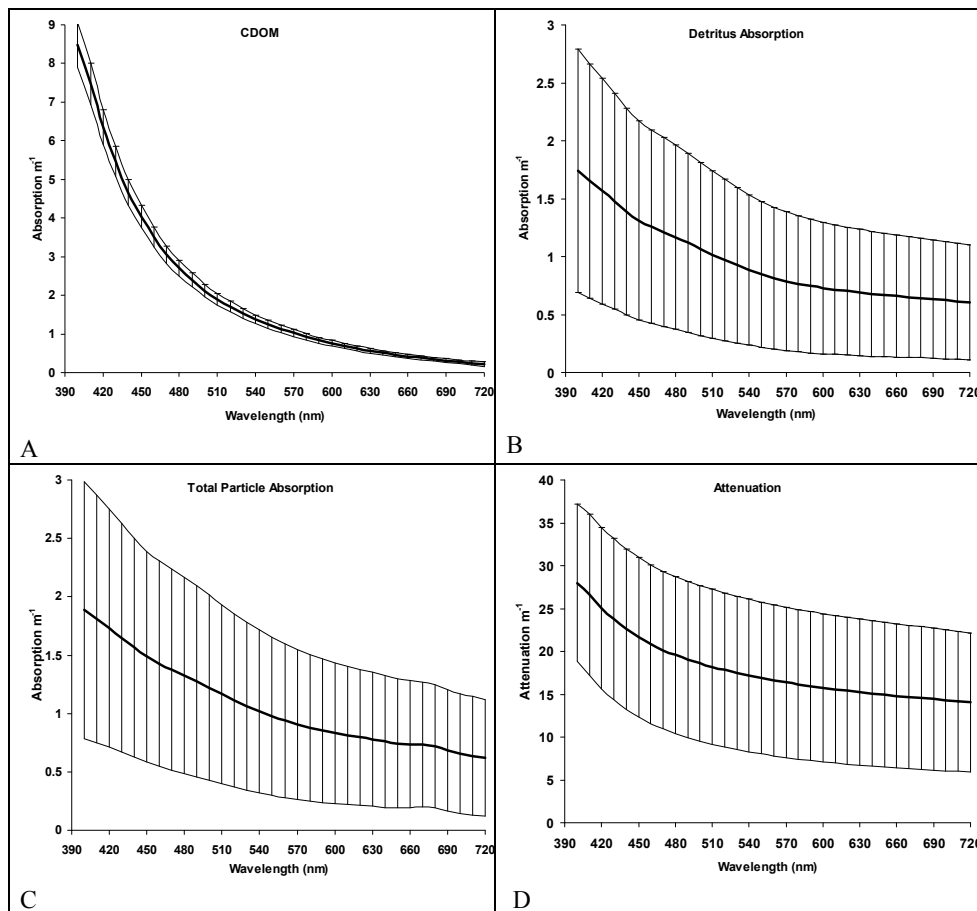 CDOM
9
8
7
6
5
4
3
2
1
0
Absorption m-1
390 420 450 480 510 540 570 600 630 660 690 720
Wavelength (nm)
A
Detritus Absorption
3
2.5
2
1.5
1
0.5
0
Absorption m-1
390 420 450 480 510 540 570 600 630 660 690 720
Wavelength (nm)
B
Total Particle Absorption
3
2.5
2
1.5
1
0.5
0
Absorption m-1
390 420 450 480 510 540 570 600 630 660 690 720
Wavelength (nm)
C
Attenuation
40
35
30
25
20
15
10
5
0
Attenuation m-1
390 420 450 480 510 540 570 600 630 660 690 720
Wavelength (nm)
D